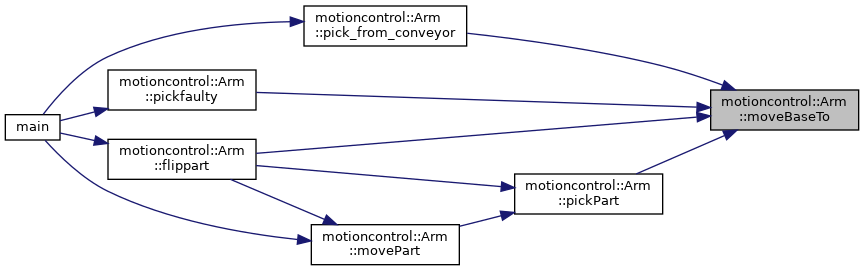 motioncontrol::Arm
::pick_from_conveyor
motioncontrol::Arm
::pickfaulty
motioncontrol::Arm
::moveBaseTo
main
motioncontrol::Arm
::flippart
motioncontrol::Arm
::pickPart
motioncontrol::Arm
::movePart